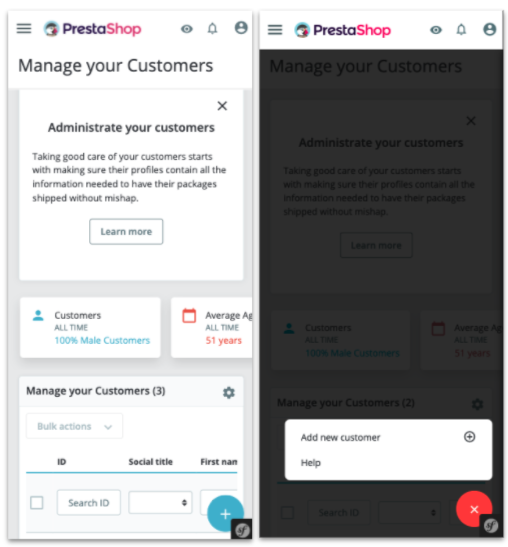 PrestaShop
Manage your Customers
Administrate your customers
Taking good care of your customers starts
with making sure their profiles contain all the
information needed to have their packages
shipped without mishap.
Learn more
Customers
ALL TIME
100% Male Customers
Average Ag
ALL TIME
51 years
Manage your Customers (3)
Bulk actions
ID Social title First nam
Search ID
sf
PrestaShop
Manage your Customers
Administrate your customers
Taking good care of your customers starts
with making sure their profiles contain all the
information needed to have their packages
shipped without mishap.
Learn more
Customers
ALL TIME
100% Male Customers
Average Ag
ALL TIME
51 years
Manage your Customers (2)
Add new customer
Help
Search ID
sf